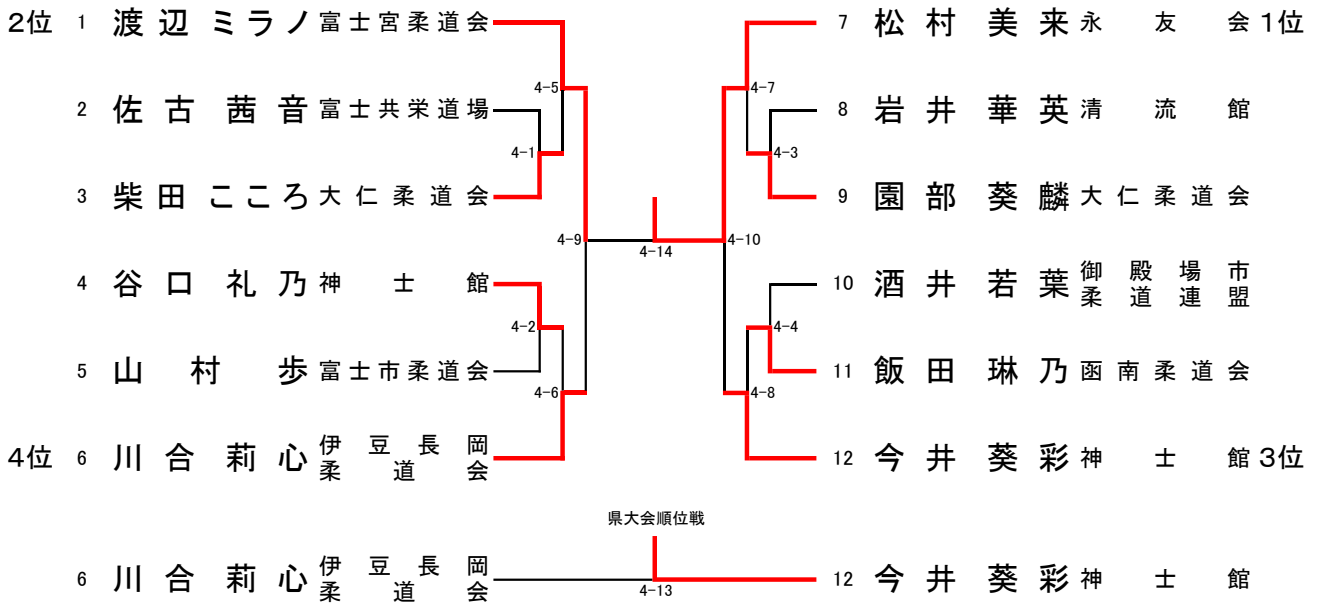 2位 1 渡辺ミラノ 富士宮柔道会
4-5
2 佐古茜音 富士共栄道場
4-1
3 柴田こころ 大仁柔道会
4-9
4 谷口礼乃 神士館
4-2
5 山村歩 富士市柔道会
4-6
4位 6 川合莉心 伊豆長岡
柔道会
4-14
7 松村美来 永友会 1位
4-7
8 岩井華英 清流館
4-3
9 園部葵麟 大仁柔道会
4-10
10 酒井若葉 御殿場市
柔道連盟
4-4
11 飯田琳乃 函南柔道会
4-8
12 今井葵彩 神士館 3位
県大会順位戦
6 川合莉心 伊豆長岡
柔道会
4-13
12 今井葵彩 神士館